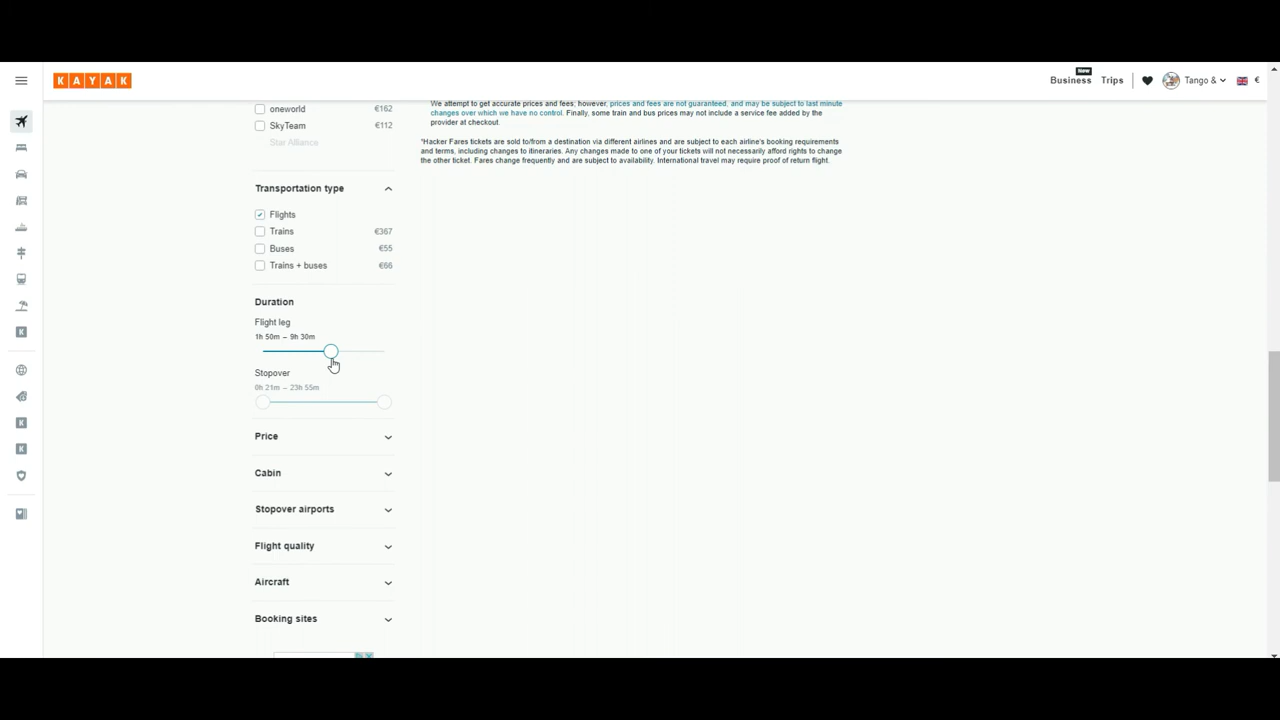 KAYAK
New
Business
Trips
Tango &
€
oneworld €162
SkyTeam €112
Star Alliance
Transportation type
Flights
Trains €367
Buses €55
Trains + buses €66
Duration
Flight leg
1h 50m – 9h 30m
Stopover
0h 21m – 23h 55m
Price
Cabin
Stopover airports
Flight quality
Aircraft
Booking sites
We attempt to get accurate prices and fees; however, prices and fees are not guaranteed, and may be subject to last minute
changes over which we have no control. Finally, some train and bus prices may not include a service fee added by the
provider at checkout.
*Hacker Fares tickets are sold to/from a destination via different airlines and are subject to each airline's booking requirements
and terms, including changes to itineraries. Any changes made to one of your tickets will not necessarily afford rights to change
the other ticket. Fares change frequently and are subject to availability. International travel may require proof of return flight.